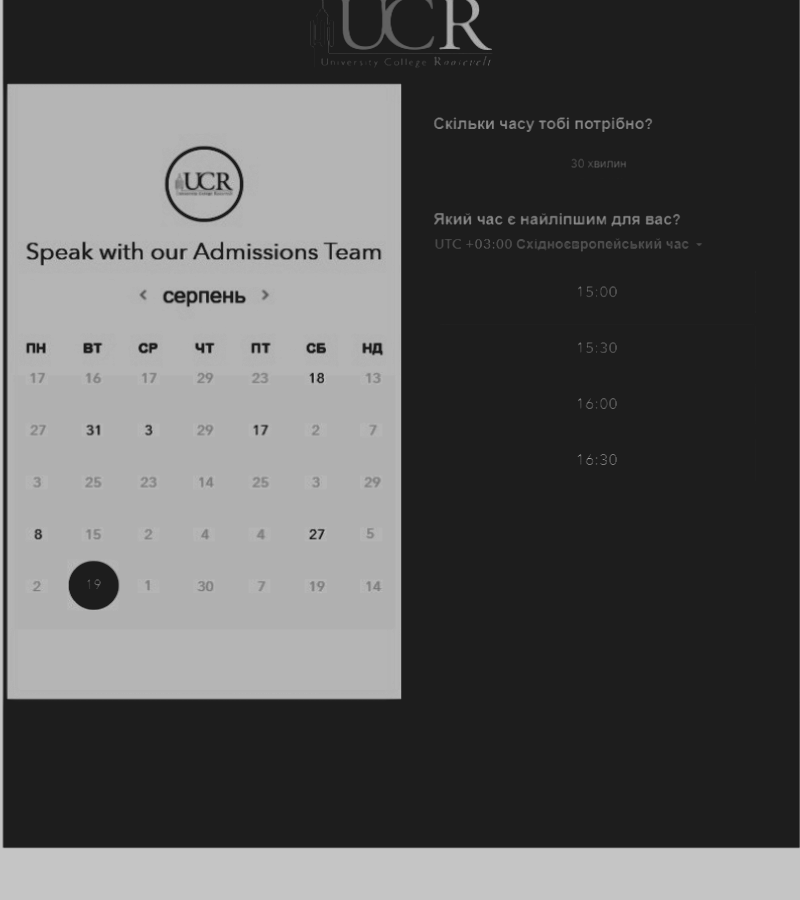 UCR
University College Roosevelt
UCR
University College Roosevelt
Speak with our Admissions Team
серпень
ПН ВТ СР ЧТ ПТ СБ НД
17 16 17 29 23 18 13
27 31 3 29 17 2 7
3 25 23 14 25 3 29
8 15 2 4 4 27 5
2 19 1 30 7 19 14
Скільки часу тобі потрібно?
30 хвилин
Який час є найліпшим для вас?
UTC +03:00 Східноєвропейський час
15:00
15:30
16:00
16:30